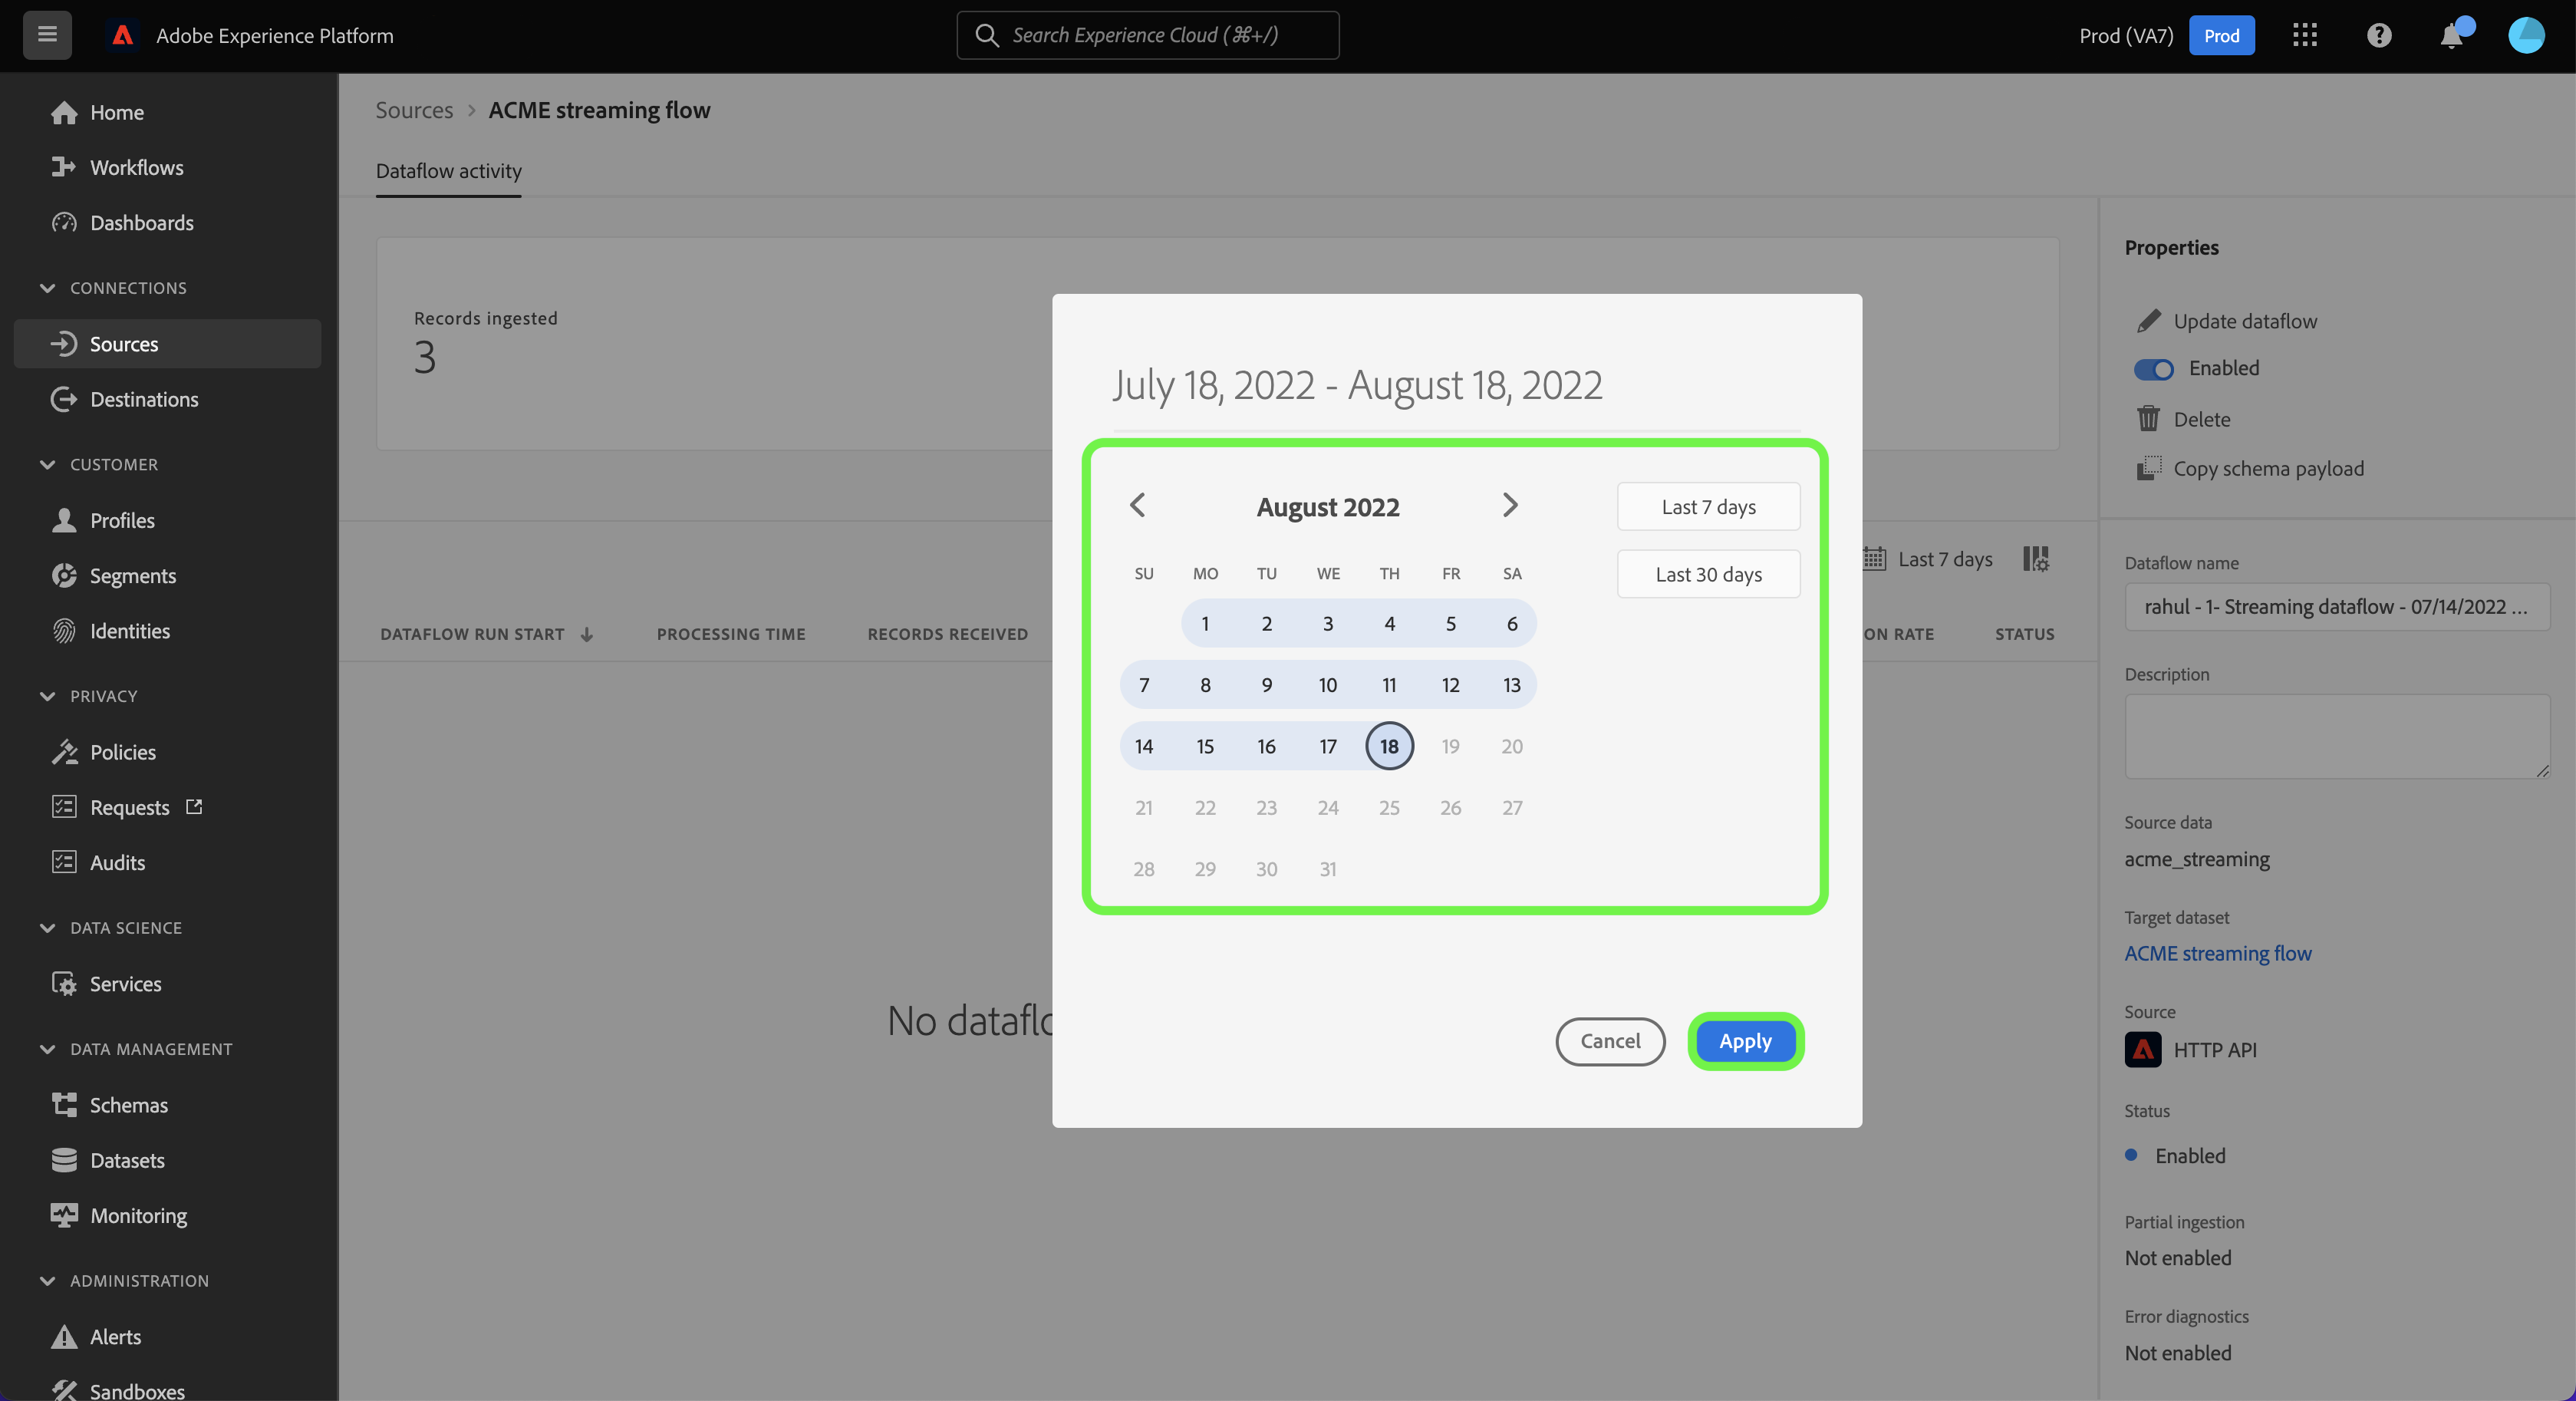 Adobe Experience Platform
Search Experience Cloud (⌘+/)
Prod (VA7)
Prod
Home
Workflows
Dashboards
CONNECTIONS
Sources
Destinations
CUSTOMER
Profiles
Segments
Identities
PRIVACY
Policies
Requests
Audits
DATA SCIENCE
Services
DATA MANAGEMENT
Schemas
Datasets
Monitoring
ADMINISTRATION
Alerts
Sandboxes
Sources > ACME streaming flow
Dataflow activity
Records ingested
3
Last 7 days
DATAFLOW RUN START ↓ PROCESSING TIME RECORDS RECEIVED ON RATE STATUS
No dataflo
July 18, 2022 - August 18, 2022
August 2022
SU MO TU WE TH FR SA
1 2 3 4 5 6
7 8 9 10 11 12 13
14 15 16 17 18 19 20
21 22 23 24 25 26 27
28 29 30 31
Last 7 days
Last 30 days
Cancel
Apply
Properties
Update dataflow
Enabled
Delete
Copy schema payload
Dataflow name
rahul - 1- Streaming dataflow - 07/14/2022 ...
Description
Source data
acme_streaming
Target dataset
ACME streaming flow
Source
HTTP API
Status
Enabled
Partial ingestion
Not enabled
Error diagnostics
Not enabled